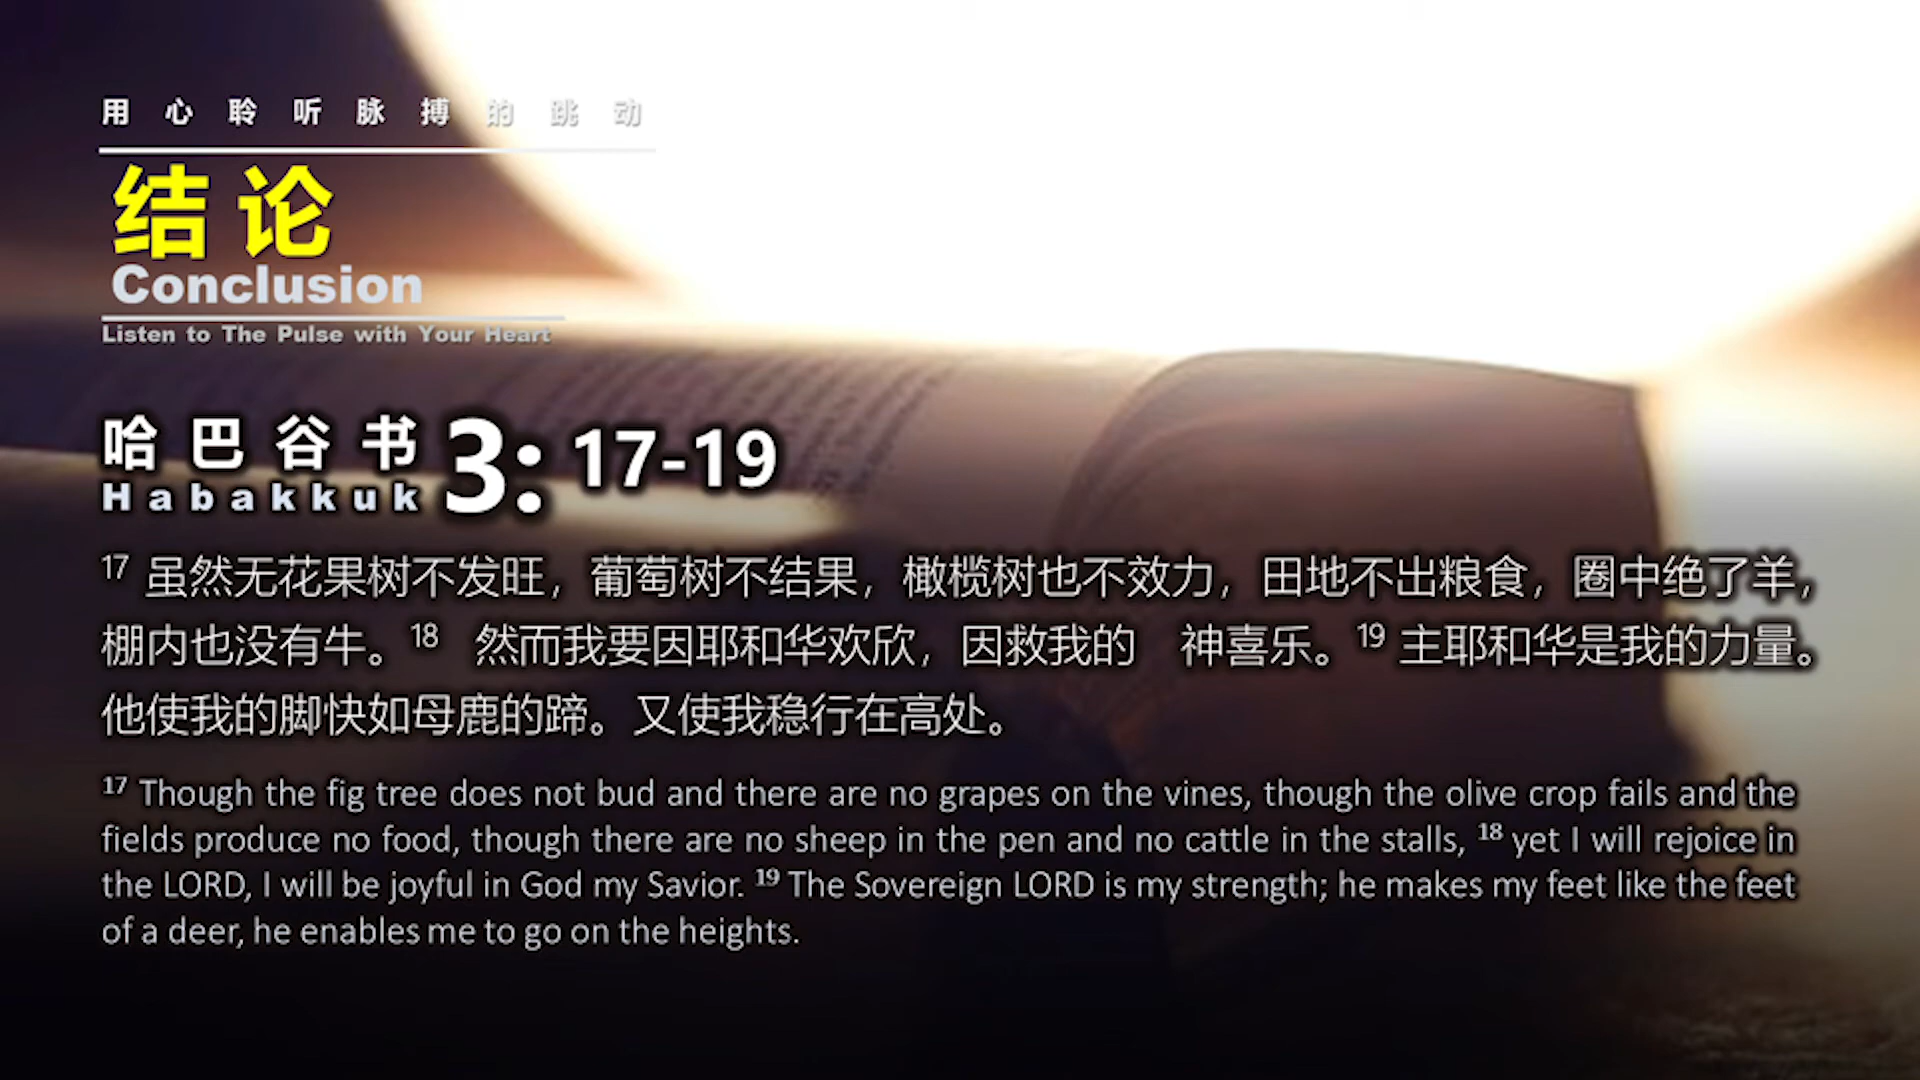 用心聆听脉搏的跳动
结论
Conclusion
Listen to The Pulse with Your Heart
哈巴谷书 3: 17-19
Habakkuk
17 虽然无花果树不发旺，葡萄树不结果，橄榄树也不效力，田地不出粮食，圈中绝了羊，
棚内也没有牛。18 然而我要因耶和华欢欣，因救我的　神喜乐。19 主耶和华是我的力量。
他使我的脚快如母鹿的蹄。又使我稳行在高处。
17 Though the fig tree does not bud and there are no grapes on the vines, though the olive crop fails and the
fields produce no food, though there are no sheep in the pen and no cattle in the stalls, 18 yet I will rejoice in
the LORD, I will be joyful in God my Savior. 19 The Sovereign LORD is my strength; he makes my feet like the feet
of a deer, he enables me to go on the heights.